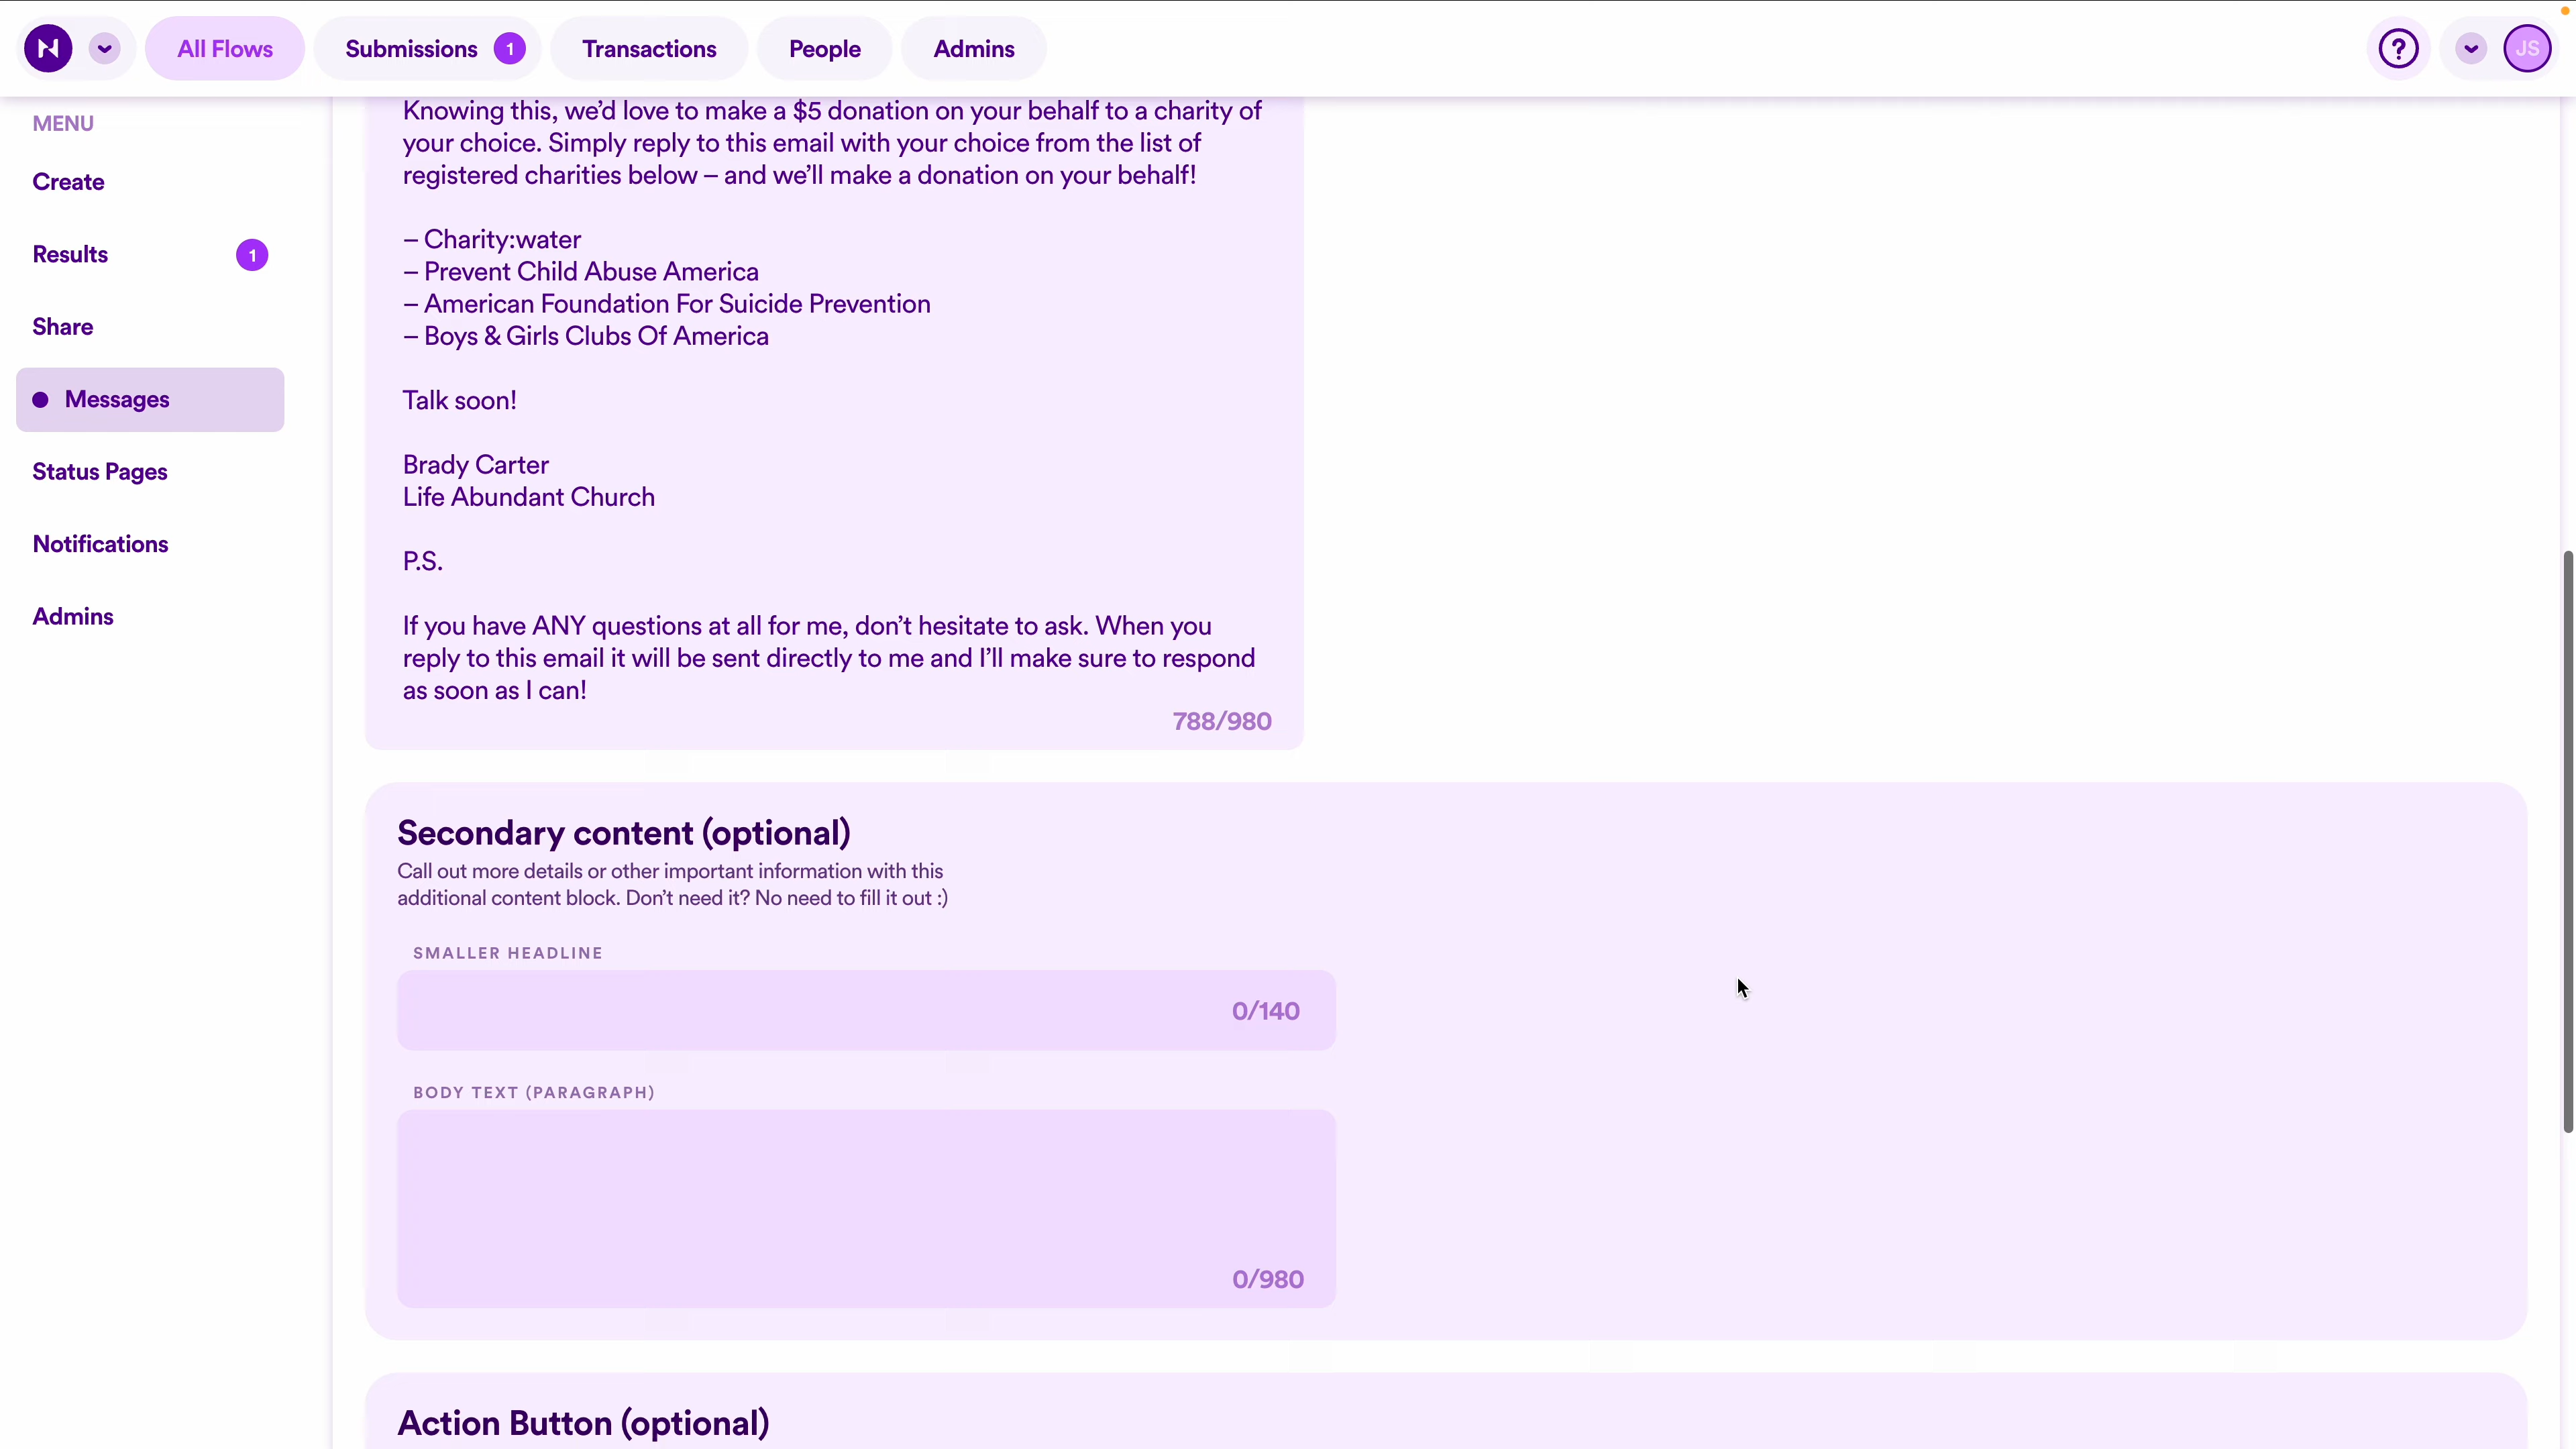 All Flows
Submissions 1
Transactions
People
Admins
?
JS
MENU
Create
Results 1
Share
Messages
Status Pages
Notifications
Admins
Knowing this, we’d love to make a $5 donation on your behalf to a charity of
your choice. Simply reply to this email with your choice from the list of
registered charities below – and we’ll make a donation on your behalf!
– Charity:water
– Prevent Child Abuse America
– American Foundation For Suicide Prevention
– Boys & Girls Clubs Of America
Talk soon!
Brady Carter
Life Abundant Church
P.S.
If you have ANY questions at all for me, don’t hesitate to ask. When you
reply to this email it will be sent directly to me and I’ll make sure to respond
as soon as I can!
788/980
Secondary content (optional)
Call out more details or other important information with this
additional content block. Don’t need it? No need to fill it out :)
SMALLER HEADLINE
0/140
BODY TEXT (PARAGRAPH)
0/980
Action Button (optional)